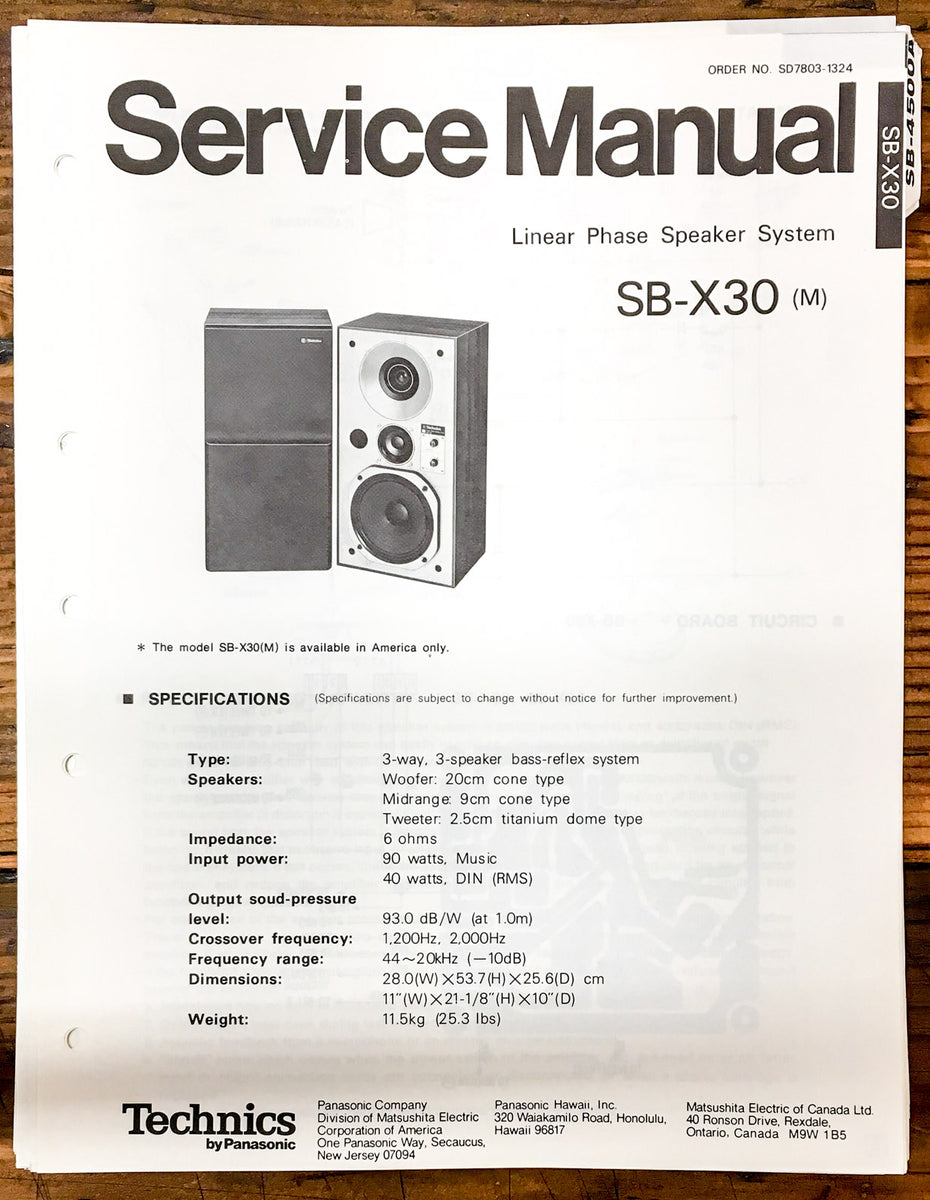 ORDER NO. SD7803-1324
Service Manual
SB-X30
SB-4500A
Linear Phase Speaker System
SB-X30 (M)
Technics
Technics
* The model SB-X30(M) is available in America only.
■ CIRCUIT BOARD
■ SPECIFICATIONS (Specifications are subject to change without notice for further improvement.)
Type: 3-way, 3-speaker bass-reflex system
Speakers: Woofer: 20cm cone type
Midrange: 9cm cone type
Tweeter: 2.5cm titanium dome type
Impedance: 6 ohms
Input power: 90 watts, Music
40 watts, DIN (RMS)
Output soud-pressure
level: 93.0 dB/W (at 1.0m)
Crossover frequency: 1,200Hz, 2,000Hz
Frequency range: 44~20kHz (—10dB)
Dimensions: 28.0(W)×53.7(H)×25.6(D) cm
11"(W)×21-1/8"(H)×10"(D)
Weight: 11.5kg (25.3 lbs)
Technics
by Panasonic
Panasonic Company
Division of Matsushita Electric
Corporation of America
One Panasonic Way, Secaucus,
New Jersey 07094
Panasonic Hawaii, Inc.
320 Waiakamilo Road, Honolulu,
Hawaii 96817
Matsushita Electric of Canada Ltd.
40 Ronson Drive, Rexdale,
Ontario, Canada M9W 1B5